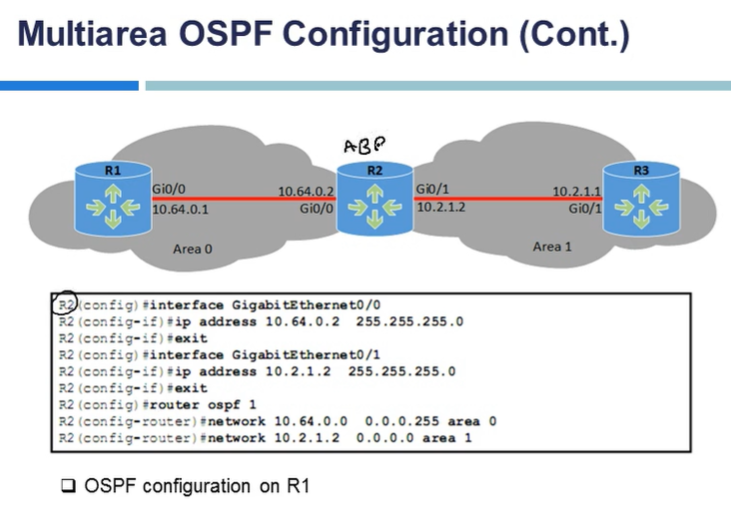 Multiarea OSPF Configuration (Cont.)
ABR
R1
R2
R3
Gi0/0
10.64.0.2
Gi0/1
10.2.1.1
10.64.0.1
Gi0/0
10.2.1.2
Gi0/1
Area 0
Area 1
R2(config)#interface GigabitEthernet0/0
R2(config-if)#ip address 10.64.0.2 255.255.255.0
R2(config-if)#exit
R2(config)#interface GigabitEthernet0/1
R2(config-if)#ip address 10.2.1.2 255.255.255.0
R2(config-if)#exit
R2(config)#router ospf 1
R2(config-router)#network 10.64.0.0 0.0.0.255 area 0
R2(config-router)#network 10.2.1.2 0.0.0.0 area 1
❑ OSPF configuration on R1